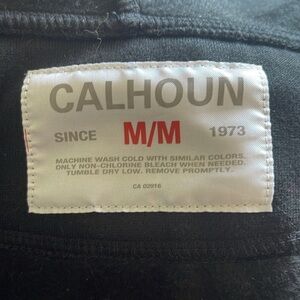 CALHOUN
SINCE M/M 1973
MACHINE WASH COLD WITH SIMILAR COLORS.
ONLY NON-CHLORINE BLEACH WHEN NEEDED.
TUMBLE DRY LOW. REMOVE PROMPTLY.
CA 02916